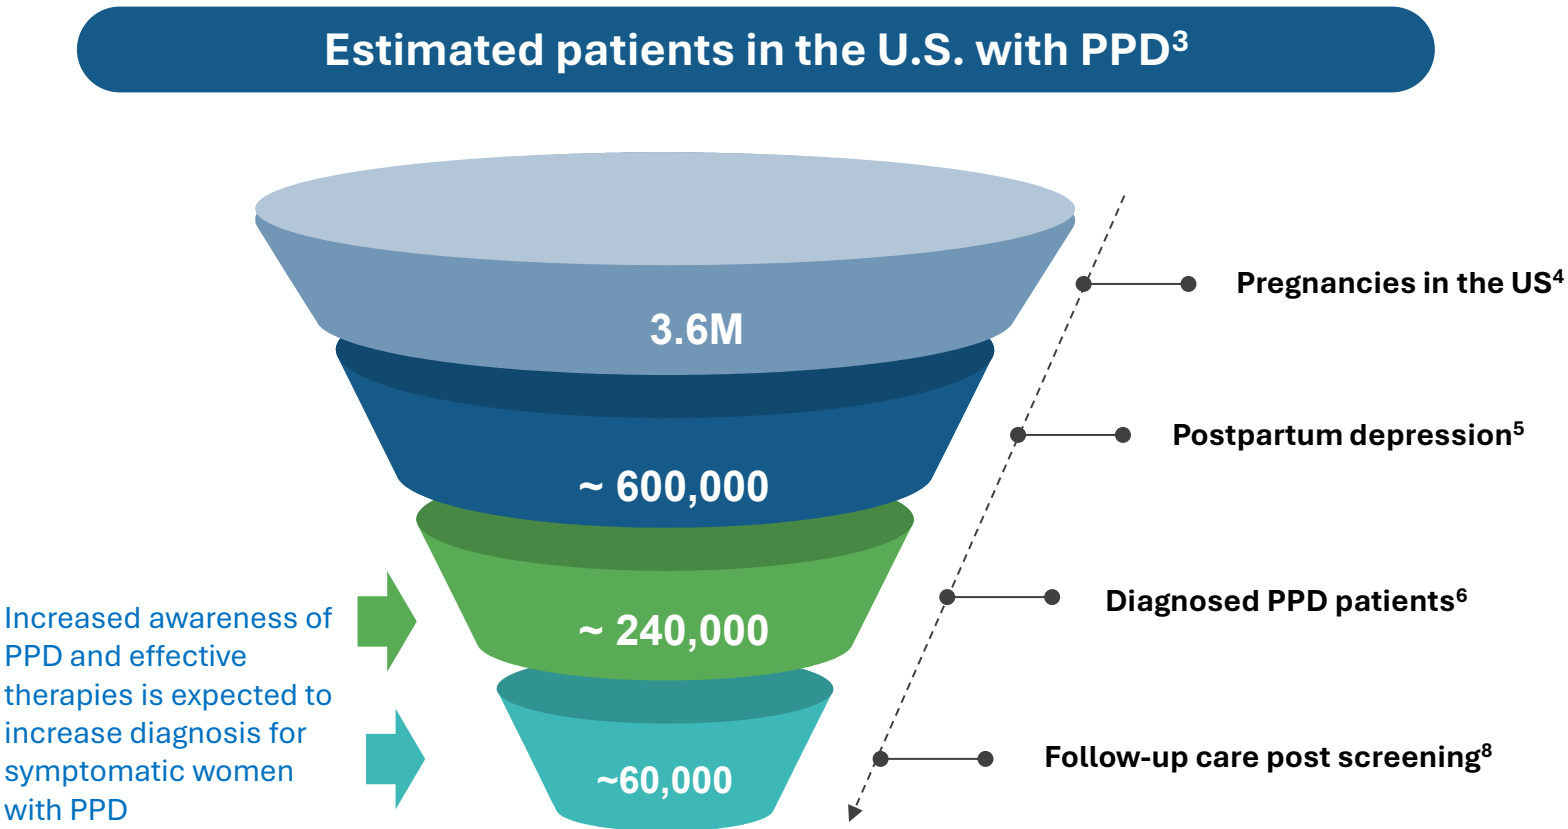 Estimated patients in the U.S. with PPD³
Pregnancies in the US⁴
3.6M
Postpartum depression⁵
~ 600,000
Diagnosed PPD patients⁶
~ 240,000
Increased awareness of
PPD and effective
therapies is expected to
increase diagnosis for
symptomatic women
with PPD
Follow-up care post screening⁸
~60,000